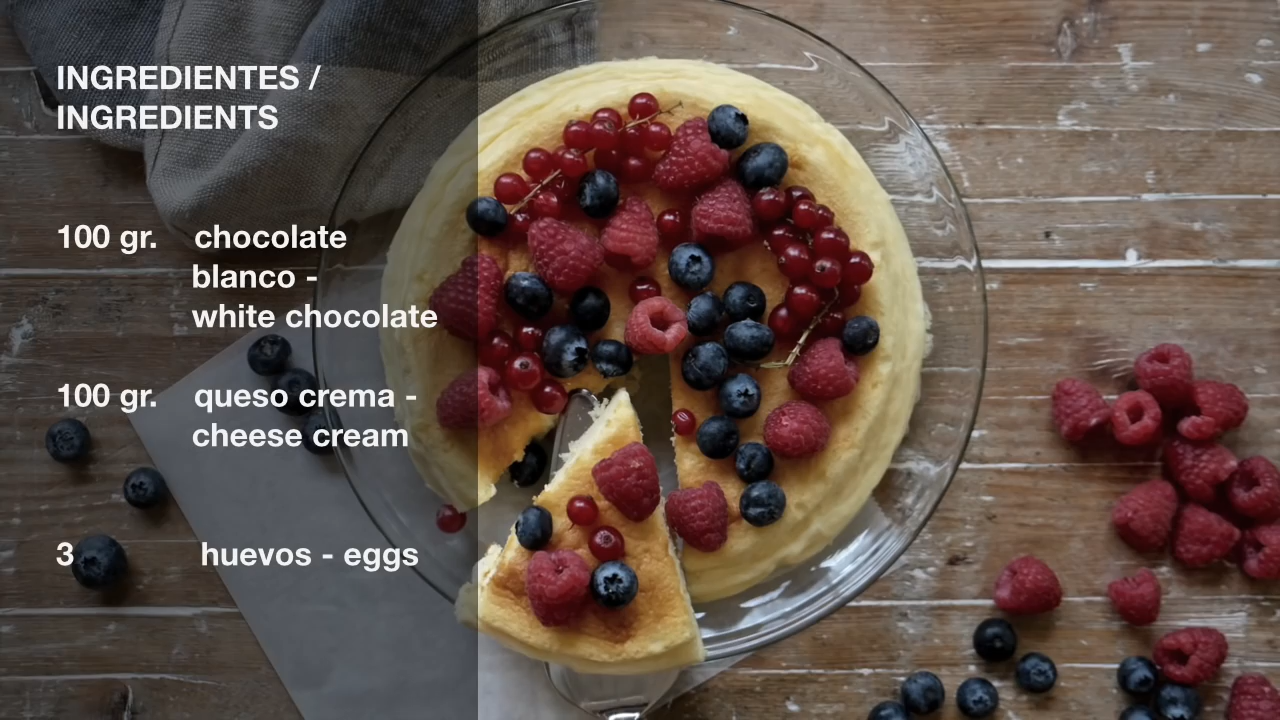 INGREDIENTES /
INGREDIENTS
100 gr. chocolate
blanco -
white chocolate
100 gr. queso crema -
cheese cream
3 huevos - eggs